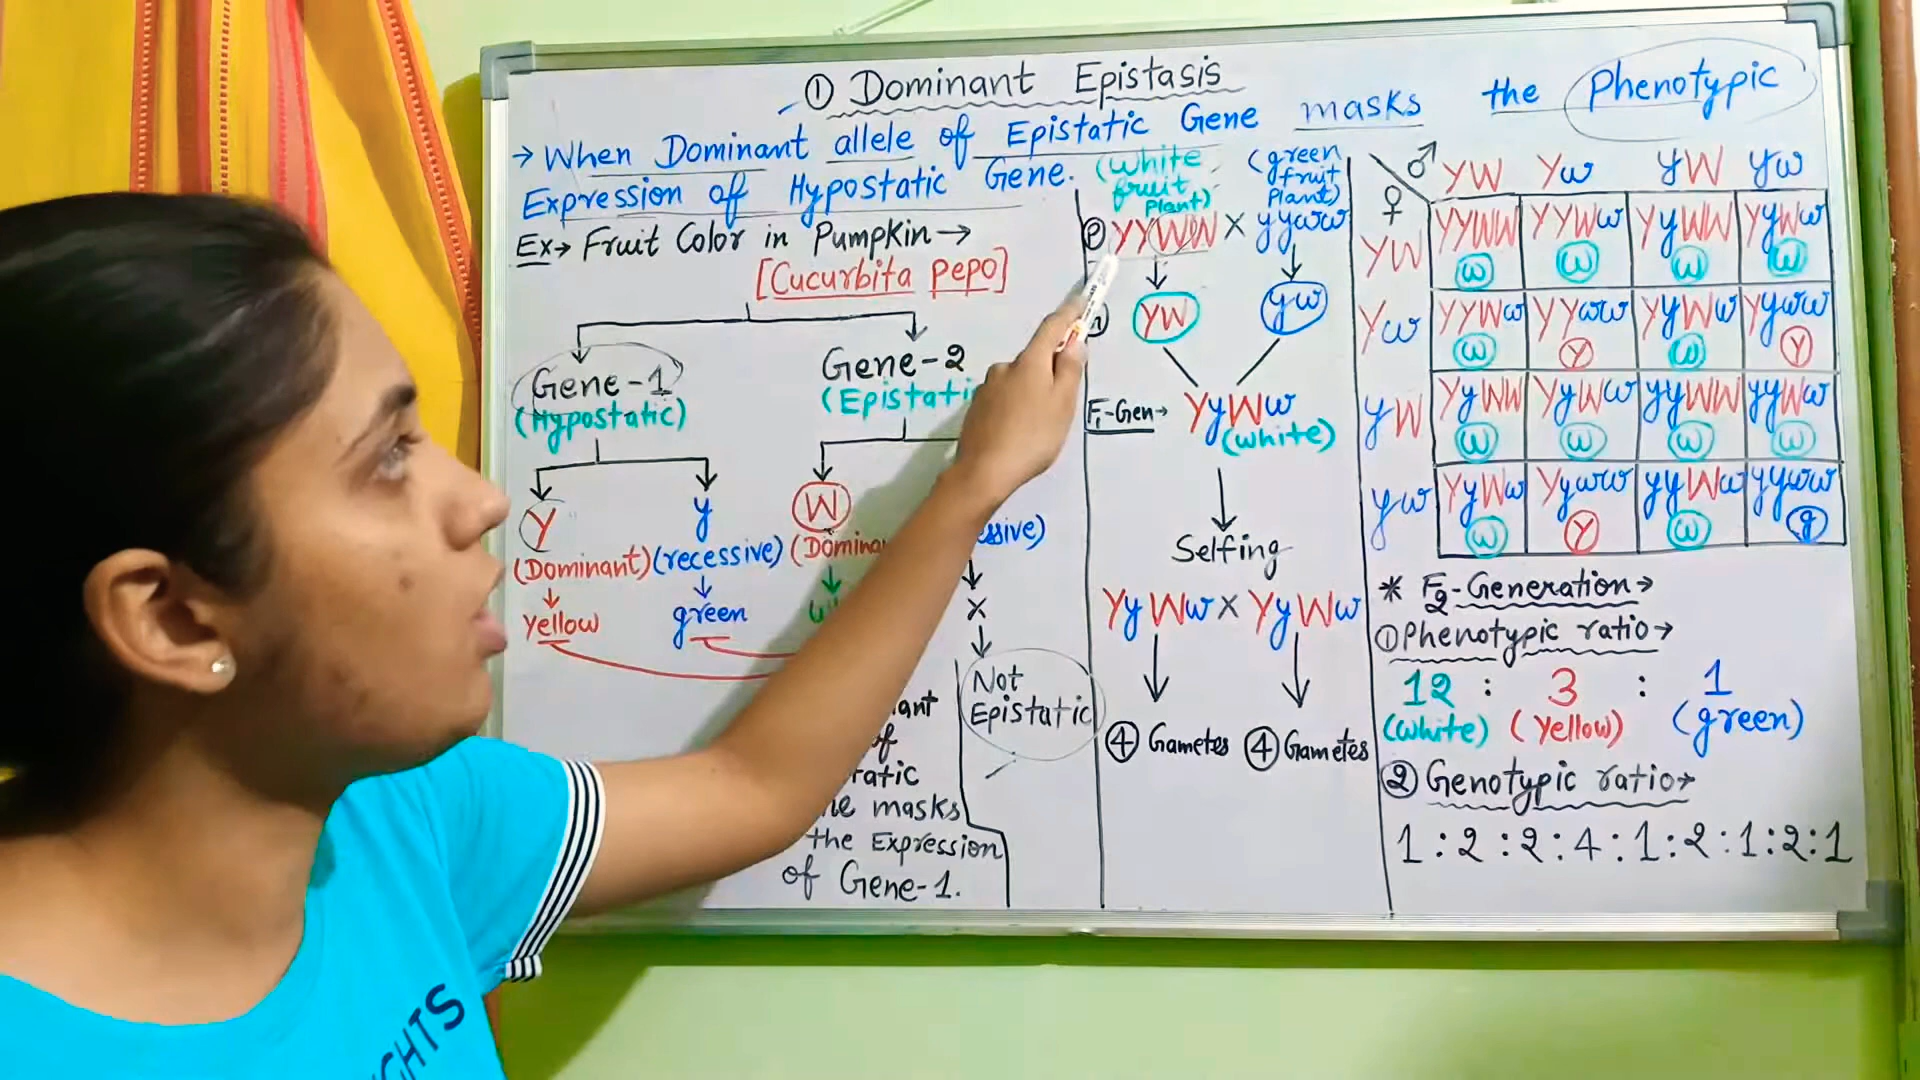 ① Dominant Epistasis
→ When Dominant allele of Epistatic Gene masks the Phenotypic
Expression of Hypostatic Gene.
Ex→ Fruit Color in Pumpkin→
[Cucurbita pepo]
Gene-1
(Hypostatic)
Y
y
(Dominant) (recessive)
yellow
green
Gene-2
W
X
Not
Epistatic
masks
the Expression
of Gene-1.
(white
fruit
Plant)
(green
fruit
Plant)
P YYWW X yyww
YW
yw
F1-Gen→ YyWw
(white)
Selfing
YyWw X YyWw
④ Gametes ④ Gametes
♂ YW Yw yW yw
♀
YW YYWW YYWw YyWW YyWw
W W W W
Yw YYWw YYww YyWw Yyww
W Y W Y
yW YyWW YyWw yyWW yyWw
W W W W
yw YyWw Yyww yyWw yyww
W Y W g
* F2-Generation→
① Phenotypic ratio→
12 : 3 : 1
(white) (Yellow) (green)
② Genotypic ratio→
1:2:2:4:1:2:1:2:1